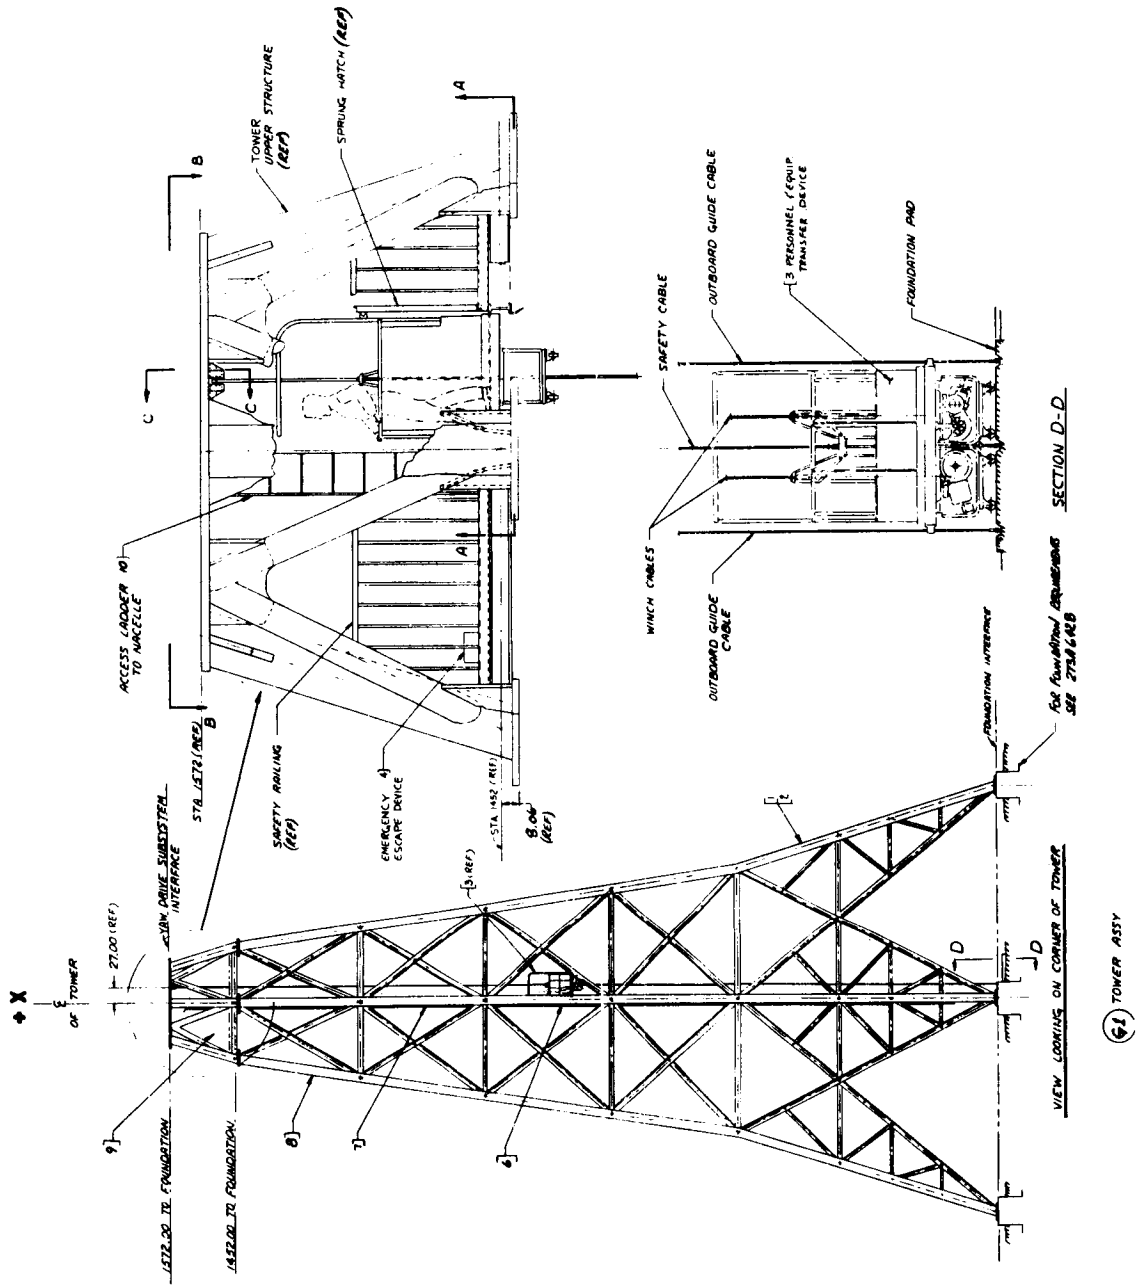 + X
℄ TOWER
OF
27.00 (REF)
YAW DRIVE SUBSYSTEM
INTERFACE
1572.00 TO FOUNDATION
1452.00 TO FOUNDATION
9
8
7
6
3 (REF)
1
2
D
D
FOUNDATION INTERFACE
FOR FOUNDATION REQUIREMENTS
SEE
VIEW LOOKING ON CORNER OF TOWER
G1 TOWER ASSY
STA 1572 (REF)
B
B
ACCESS LADDER 10
TO NACELLE
C
C
TOWER
UPPER STRUCTURE
(REF)
SPRUNG HATCH (REF)
A
A
SAFETY RAILING
(REF)
EMERGENCY 4
ESCAPE DEVICE
STA 1452 (REF)
8.06
(REF)
WINCH CABLES
OUTBOARD GUIDE
CABLE
SAFETY CABLE
OUTBOARD GUIDE CABLE
3 PERSONNEL / EQUIP
TRANSFER DEVICE
FOUNDATION PAD
SECTION D-D